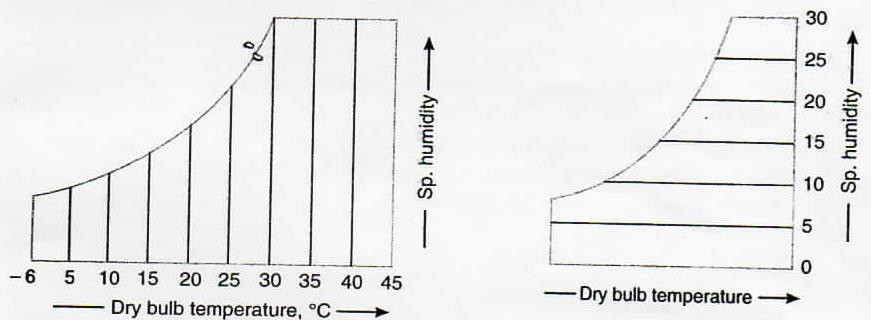 −6 5 10 15 20 25 30 35 40 45
Dry bulb temperature, °C
Sp. humidity
30
25
20
15
10
5
0
Sp. humidity
Dry bulb temperature